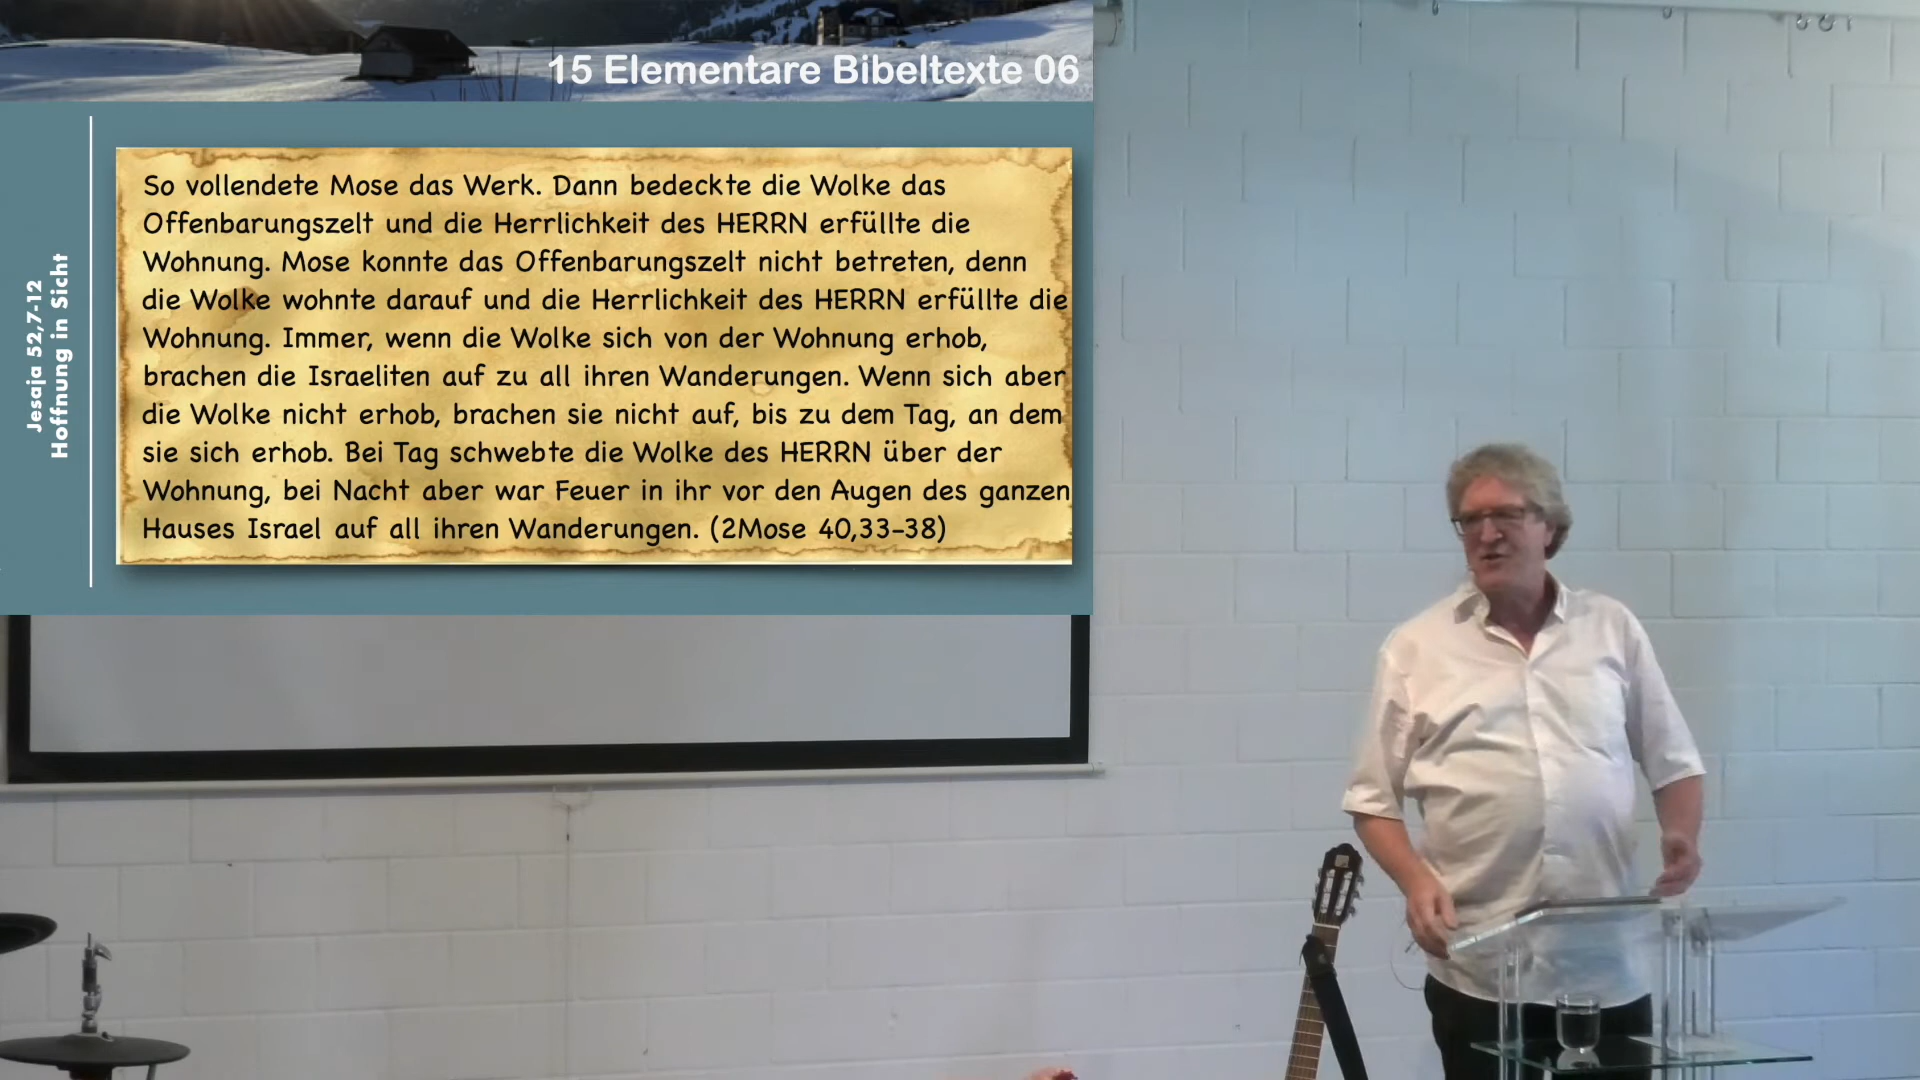 15 Elementare Bibeltexte 06
Jesaja 52,7-12
Hoffnung in Sicht
So vollendete Mose das Werk. Dann bedeckte die Wolke das
Offenbarungszelt und die Herrlichkeit des HERRN erfüllte die
Wohnung. Mose konnte das Offenbarungszelt nicht betreten, denn
die Wolke wohnte darauf und die Herrlichkeit des HERRN erfüllte die
Wohnung. Immer, wenn die Wolke sich von der Wohnung erhob,
brachen die Israeliten auf zu all ihren Wanderungen. Wenn sich aber
die Wolke nicht erhob, brachen sie nicht auf, bis zu dem Tag, an dem
sie sich erhob. Bei Tag schwebte die Wolke des HERRN über der
Wohnung, bei Nacht aber war Feuer in ihr vor den Augen des ganzen
Hauses Israel auf all ihren Wanderungen. (2Mose 40,33-38)